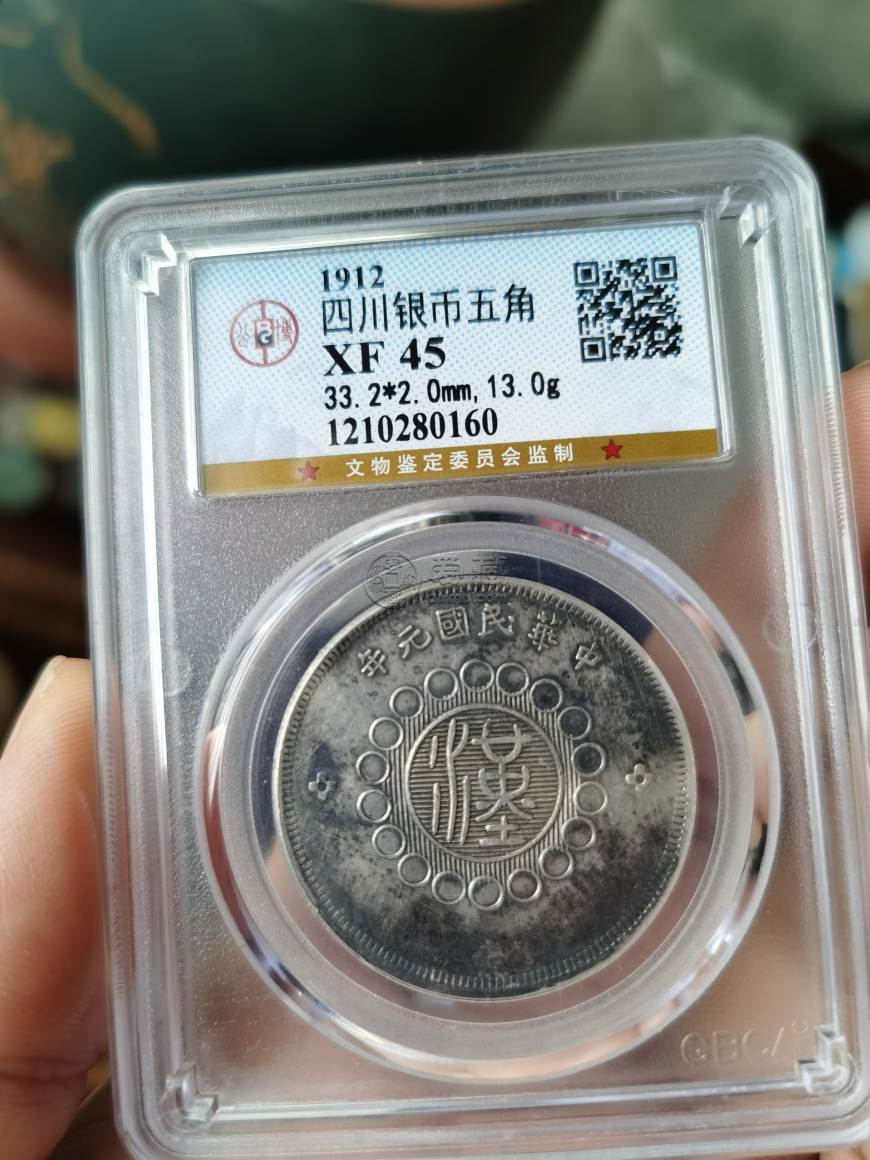 1912
四川银币五角
XF 45
33.2*2.0mm,13.0g
1210280160
文物鉴定委员会监制
年元國民華中
漢